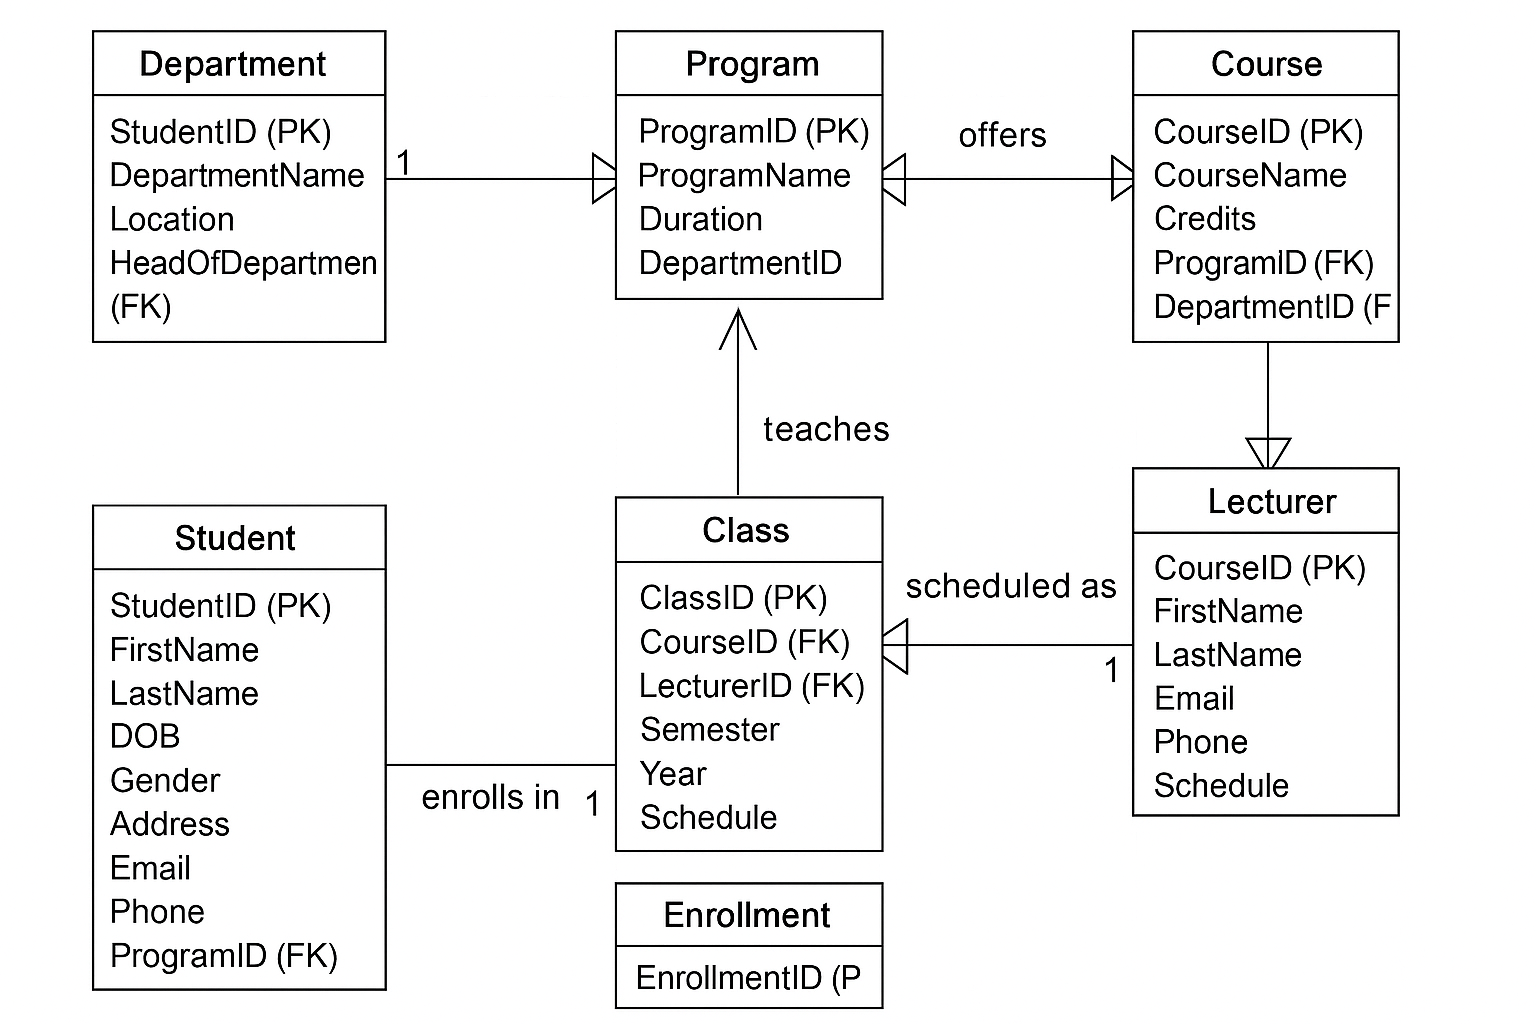 Department
StudentID (PK)
DepartmentName
Location
HeadOfDepartmen
(FK)
1
Program
ProgramID (PK)
ProgramName
Duration
DepartmentID
offers
Course
CourseID (PK)
CourseName
Credits
ProgramID (FK)
DepartmentID (F
teaches
Student
StudentID (PK)
FirstName
LastName
DOB
Gender
Address
Email
Phone
ProgramID (FK)
enrolls in 1
Class
ClassID (PK)
CourseID (FK)
LecturerID (FK)
Semester
Year
Schedule
scheduled as
1
Lecturer
CourseID (PK)
FirstName
LastName
Email
Phone
Schedule
Enrollment
EnrollmentID (P